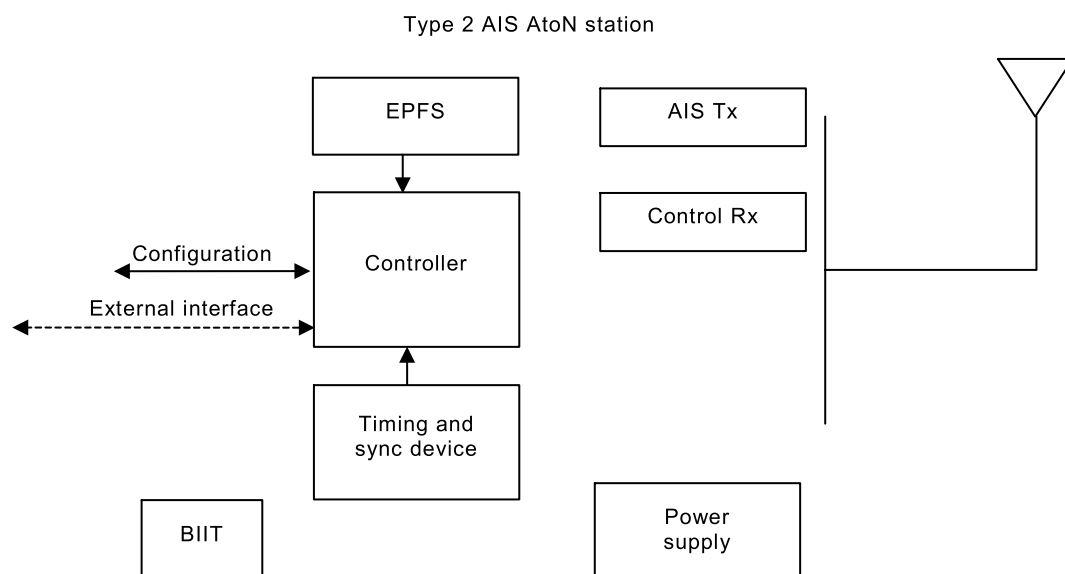 Type 2 AIS AtoN station
EPFS
AIS Tx
Control Rx
Configuration
Controller
External interface
Timing and
sync device
BIIT
Power
supply